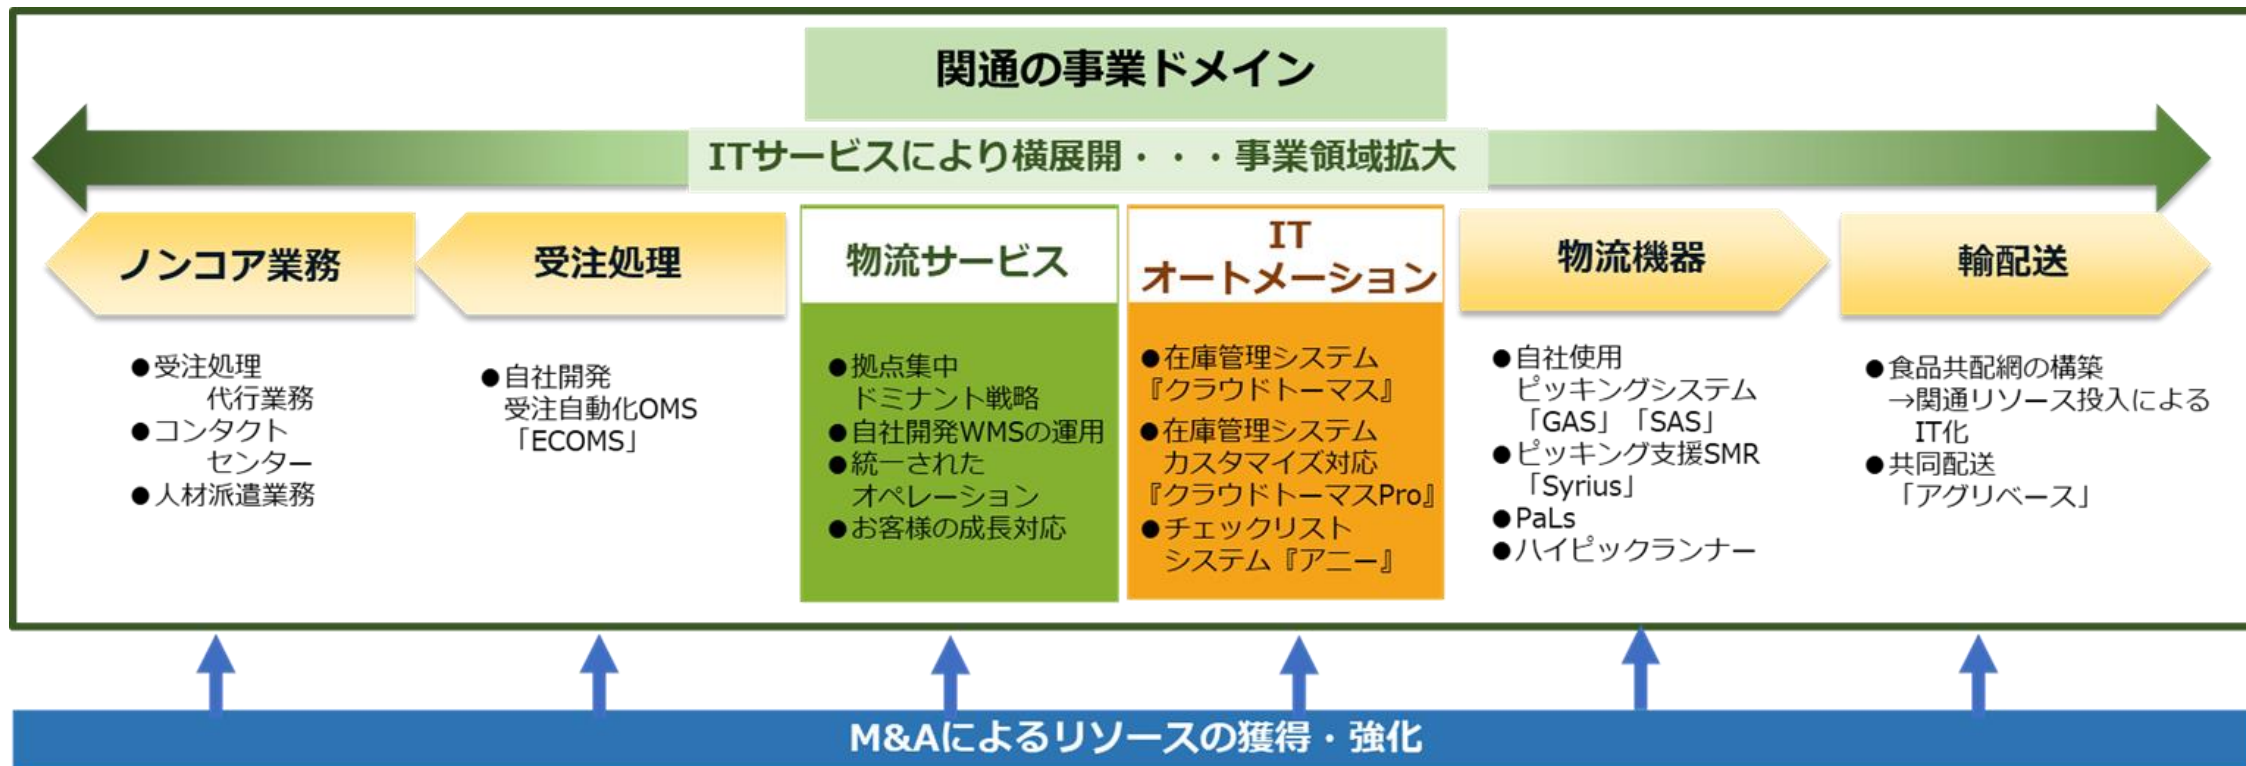 関通の事業ドメイン
ITサービスにより横展開・・・事業領域拡大
ノンコア業務
●受注処理
代行業務
●コンタクト
センター
●人材派遣業務
受注処理
●自社開発
受注自動化OMS
「ECOMS」
物流サービス
●拠点集中
ドミナント戦略
●自社開発WMSの運用
●統一された
オペレーション
●お客様の成長対応
IT
オートメーション
●在庫管理システム
『クラウドトーマス』
●在庫管理システム
カスタマイズ対応
『クラウドトーマスPro』
●チェックリスト
システム『アニー』
物流機器
●自社使用
ピッキングシステム
「GAS」「SAS」
●ピッキング支援SMR
「Syrius」
●PaLs
●ハイピックランナー
輸配送
●食品共配網の構築
→関通リソース投入による
IT化
●共同配送
「アグリベース」
M&Aによるリソースの獲得・強化